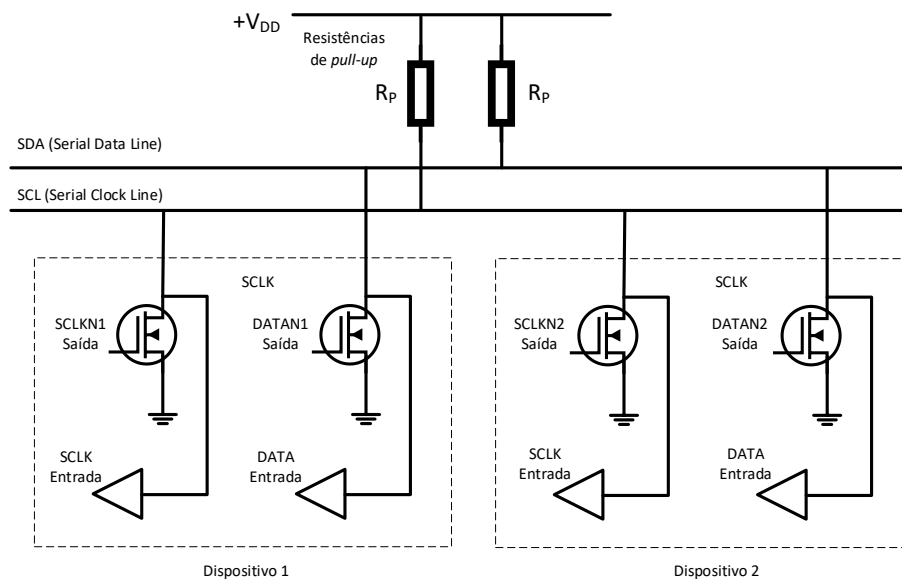 +VDD
Resistências
de pull-up
RP
RP
SDA (Serial Data Line)
SCL (Serial Clock Line)
SCLK
SCLKN1
Saída
DATAN1
Saída
SCLK
Entrada
DATA
Entrada
Dispositivo 1
SCLK
SCLKN2
Saída
DATAN2
Saída
SCLK
Entrada
DATA
Entrada
Dispositivo 2